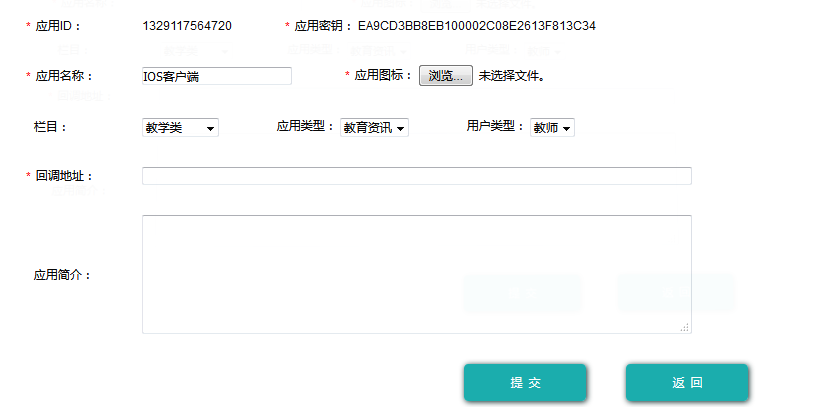 * 应用ID： 1329117564720 * 应用密钥： EA9CD3BB8EB100002C08E2613F813C34
* 应用名称： IOS客户端 * 应用图标： 浏览... 未选择文件。
栏目： 教学类 应用类型： 教育资讯 用户类型： 教师
* 回调地址：
应用简介：
提 交 返 回